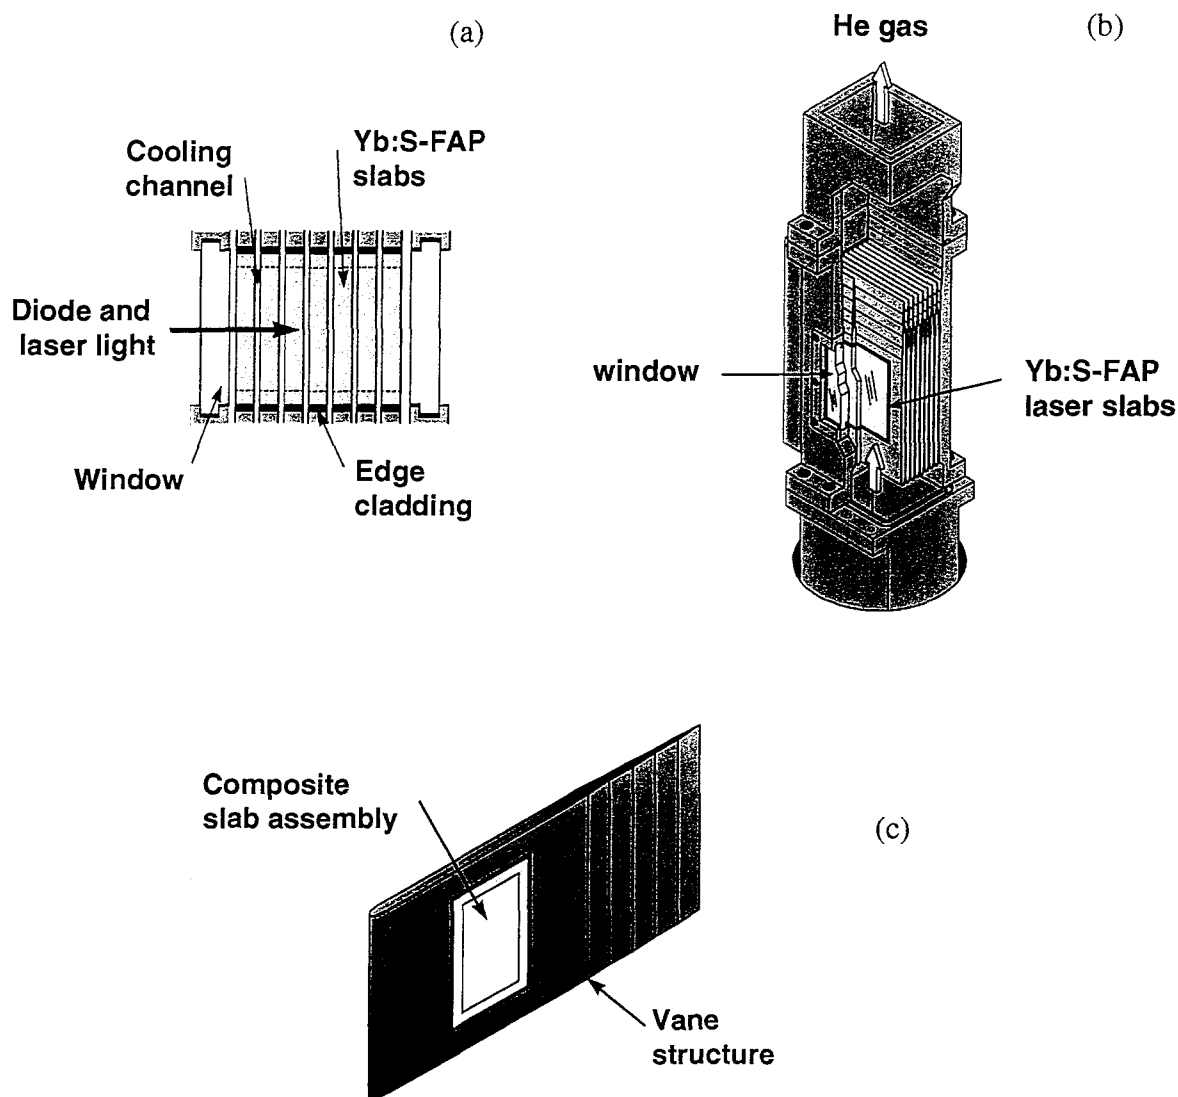 (a)
Cooling
channel
Yb:S-FAP
slabs
Diode and
laser light
Window
Edge
cladding
He gas
(b)
window
Yb:S-FAP
laser slabs
Composite
slab assembly
(c)
Vane
structure